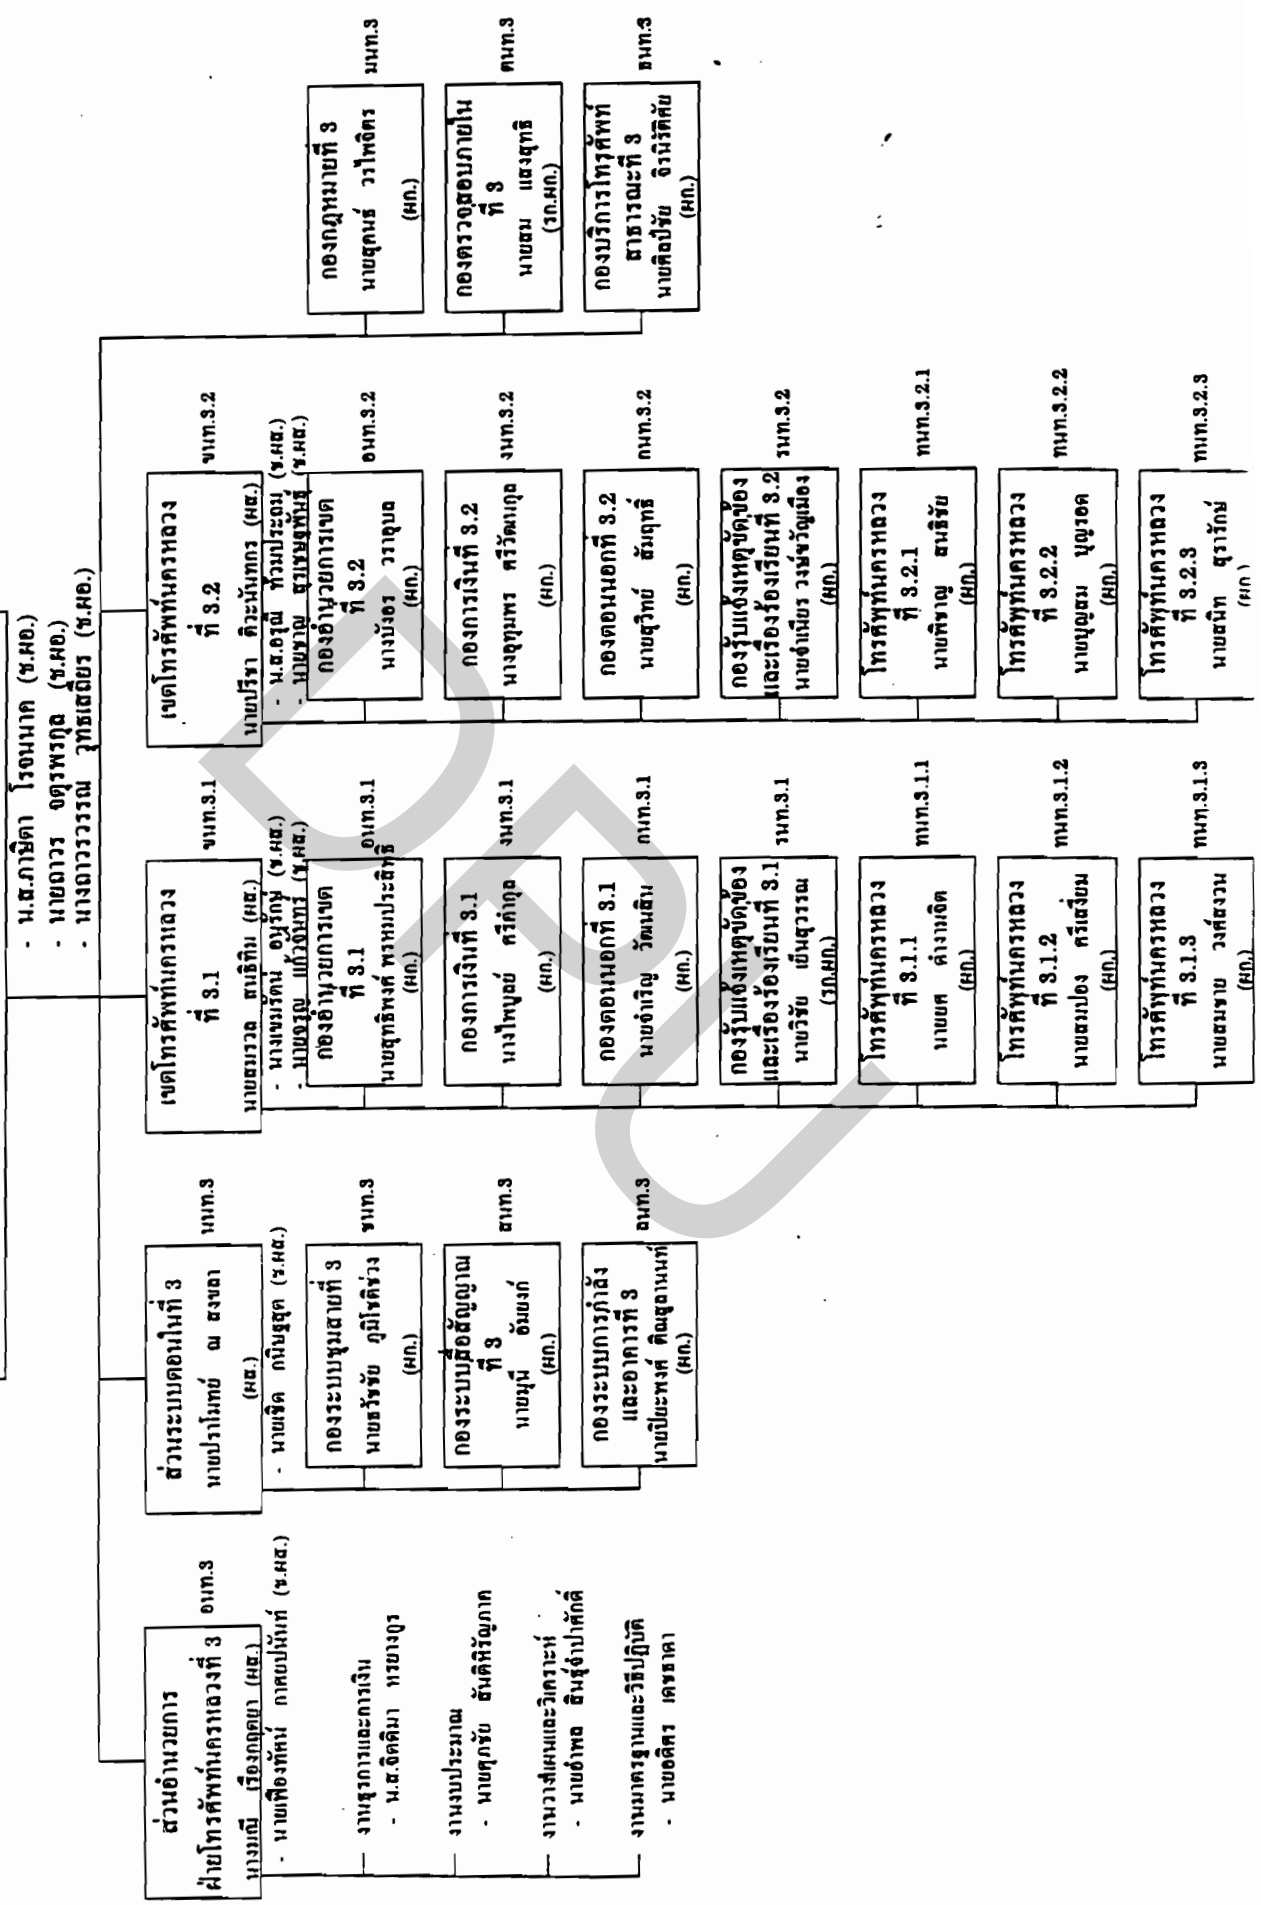 - น.ส.ภาษิตา โรจนนาค (ช.ผอ.)
- นายถาวร จตุรพรกุล (ช.ผอ.)
- นางถาวรวรรณ วุฑธเสถียร (ช.ผอ.)
ส่วนอำนวยการ
ฝ่ายโทรศัพท์นครหลวงที่ 3
นางมณี เรืองกฤตยา (ผส.)
อนท.3
- นายเฟื่องทัศน์ ภาศยปนันท์ (ช.ผส.)
งานธุรการและการเงิน
- น.ส.จิตติมา ทรยางกูร
งานงบประมาณ
- นายศุภชัย สันติหิรัญภาค
งานวางแผนและวิเคราะห์
- นายอำพล สินธุ์จำปาศักดิ์
งานมาตรฐานและวิธีปฏิบัติ
- นายอดิศร เดชธาดา
ส่วนระบบตอนในที่ 3
นายปราโมทย์ ณ สงขลา
(ผส.)
นนท.3
- นายเชิด กนิษฐสุต (ช.ผส.)
กองระบบชุมสายที่ 3
นายธวัชชัย ภูมิโชติช่วง
(ผก.)
ชนท.3
กองระบบสื่อสัญญาณ
ที่ 3
นายมุนี อัมยงก์
(ผก.)
สนท.3
กองระบบการกำลัง
และอาคารที่ 3
นายปิยะพงศ์ ติณสูลานนท์
(ผก.)
ลนท.3
เขตโทรศัพท์นครหลวง
ที่ 3.1
นายสมรวล สนธิทิม (ผส.)
ขนท.3.1
- นางเขมรัตน์ อนุรักษ์ (ช.ผส.)
- นายจรูญ แก้วจันทร์ (ช.ผส.)
กองอำนวยการเขต
ที่ 3.1
นายสุทธิพงศ์ พรหมประสิทธิ์
(ผก.)
อนท.3.1
กองการเงินที่ 3.1
นางไพบูลย์ ศรีคำกุล
(ผก.)
งนท.3.1
กองตอนนอกที่ 3.1
นายจำเริญ วัฒนสิน
(ผก.)
กนท.3.1
กองรับแจ้งเหตุขัดข้อง
และเรื่องร้องเรียนที่ 3.1
นายวิชัย เย็นสุวรรณ
(รก.ผก.)
รนท.3.1
โทรศัพท์นครหลวง
ที่ 3.1.1
นายยศ คำงามจิต
(ผก.)
ทนท.3.1.1
โทรศัพท์นครหลวง
ที่ 3.1.2
นายสมปอง ศรีเสงี่ยม
(ผก.)
ทนท.3.1.2
โทรศัพท์นครหลวง
ที่ 3.1.3
นายสมชาย วงศ์สงวน
(ผก.)
ทนท.3.1.3
เขตโทรศัพท์นครหลวง
ที่ 3.2
นายปรีชา ติวะนันทกร (ผส.)
ขนท.3.2
- น.ส.อรุณี ท้วมประถม (ช.ผส.)
- นายชาญ สุรเชษฐพันธุ์ (ช.ผส.)
กองอำนวยการเขต
ที่ 3.2
นางบังอร วราอุบล
(ผก.)
อนท.3.2
กองการเงินที่ 3.2
นางอุทุมพร ศรีวัฒนกุล
(ผก.)
งนท.3.2
กองตอนนอกที่ 3.2
นายสุวิทย์ สัมฤทธิ์
(ผก.)
กนท.3.2
กองรับแจ้งเหตุขัดข้อง
และเรื่องร้องเรียนที่ 3.2
นายจำเนียร วงษ์ขวัญเมือง
(ผก.)
รนท.3.2
โทรศัพท์นครหลวง
ที่ 3.2.1
นายพิชาญ สนธิชัย
(ผก.)
ทนท.3.2.1
โทรศัพท์นครหลวง
ที่ 3.2.2
นายบุญสม บุญรอด
(ผก.)
ทนท.3.2.2
โทรศัพท์นครหลวง
ที่ 3.2.3
นายสนิท สุรารักษ์
(ผก.)
ทนท.3.2.3
กองกฎหมายที่ 3
นายสุคนธ์ วรไพจิตร
(ผก.)
มนท.3
กองตรวจสอบภายใน
ที่ 3
นายสม แสงสุทธิ
(รก.ผก.)
ตนท.3
กองบริการโทรศัพท์
สาธารณะที่ 3
นายศิลป์ชัย จิรนิรัติศัย
(ผก.)
ธนท.3
DPU